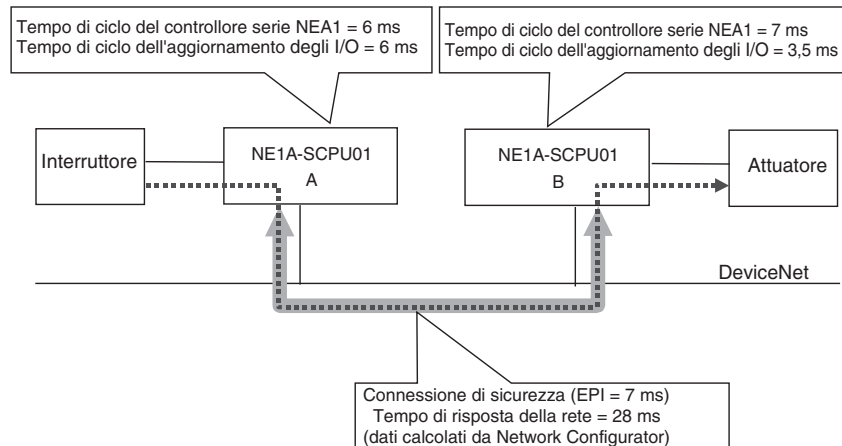 Tempo di ciclo del controllore serie NEA1 = 6 ms
Tempo di ciclo dell'aggiornamento degli I/O = 6 ms
Tempo di ciclo del controllore serie NEA1 = 7 ms
Tempo di ciclo dell'aggiornamento degli I/O = 3,5 ms
Interruttore
NE1A-SCPU01
A
NE1A-SCPU01
B
Attuatore
DeviceNet
Connessione di sicurezza (EPI = 7 ms)
Tempo di risposta della rete = 28 ms
(dati calcolati da Network Configurator)